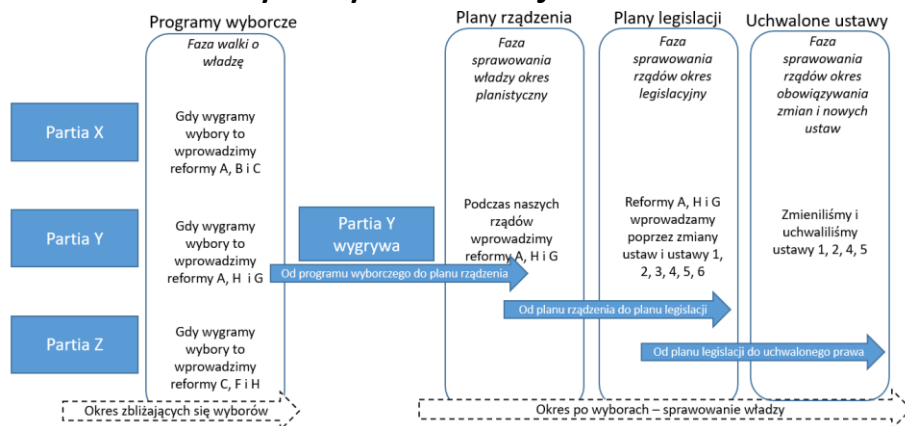 Programy wyborcze
Faza walki o
władzę
Partia X
Gdy wygramy
wybory to
wprowadzimy
reformy A, B i C
Partia Y
Gdy wygramy
wybory to
wprowadzimy
reformy A, H i G
Partia Z
Gdy wygramy
wybory to
wprowadzimy
reformy C, F i H
Okres zbliżających się wyborów
Partia Y
wygrywa
Od programu wyborczego do planu rządzenia
Plany rządzenia
Faza
sprawowania
władzy okres
planistyczny
Podczas naszych
rządów
wprowadzimy
reformy A, H i G
Od planu rządzenia do planu legislacji
Plany legislacji
Faza
sprawowania
rządów okres
legislacyjny
Reformy A, H i G
wprowadzamy
poprzez zmiany
ustaw i ustawy 1,
2, 3, 4, 5, 6
Od planu legislacji do uchwalonego prawa
Uchwalone ustawy
Faza
sprawowania
rządów okres
obowiązywania
zmian i nowych
ustaw
Zmieniliśmy i
uchwaliliśmy
ustawy 1, 2, 4, 5
Okres po wyborach – sprawowanie władzy